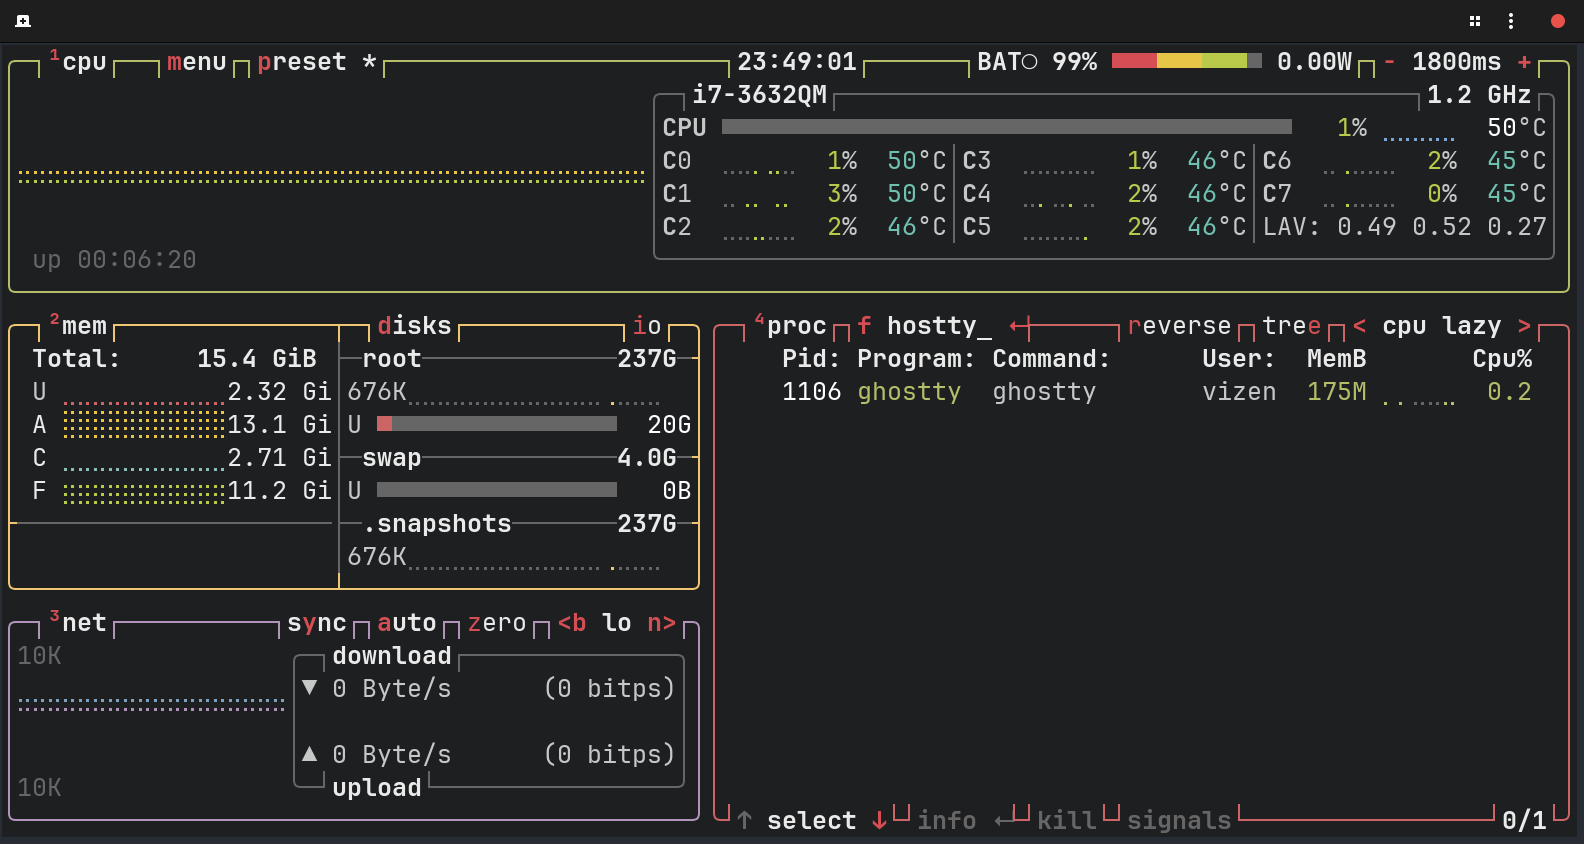 ¹cpu menu preset * 23:49:01 BAT○ 99% 0.00W - 1800ms +
i7-3632QM 1.2 GHz
CPU 1% 50°C
C0 1% 50°C C3 1% 46°C C6 2% 45°C
C1 3% 50°C C4 2% 46°C C7 0% 45°C
C2 2% 46°C C5 2% 46°C LAV: 0.49 0.52 0.27
up 00:06:20
²mem disks io
Total: 15.4 GiB root 237G
U 2.32 Gi 676K
A 13.1 Gi U 20G
C 2.71 Gi swap 4.0G
F 11.2 Gi U 0B
.snapshots 237G
676K
³net sync auto zero <b lo n>
10K download
▼ 0 Byte/s (0 bitps)
▲ 0 Byte/s (0 bitps)
10K upload
⁴proc f hostty_ ↵ reverse tree < cpu lazy >
Pid: Program: Command: User: MemB Cpu%
1106 ghostty ghostty vizen 175M 0.2
↑ select ↓ info ↵ kill signals 0/1